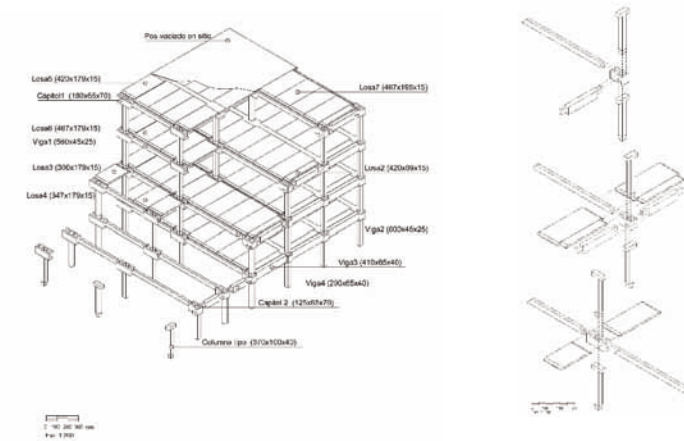 Pos vaciado en sitio
Losa5 (420x179x15)
Losa7 (467x195x15)
Capitel1 (180x65x70)
Losa6 (467x179x15)
Viga1 (560x45x25)
Losa3 (300x179x15)
Losa2 (420x99x15)
Losa4 (347x179x15)
Viga2 (600x45x25)
Viga3 (410x65x40)
Viga4 (290x65x40)
Capitel 2 (125x65x70)
Columna tipo (370x100x40)